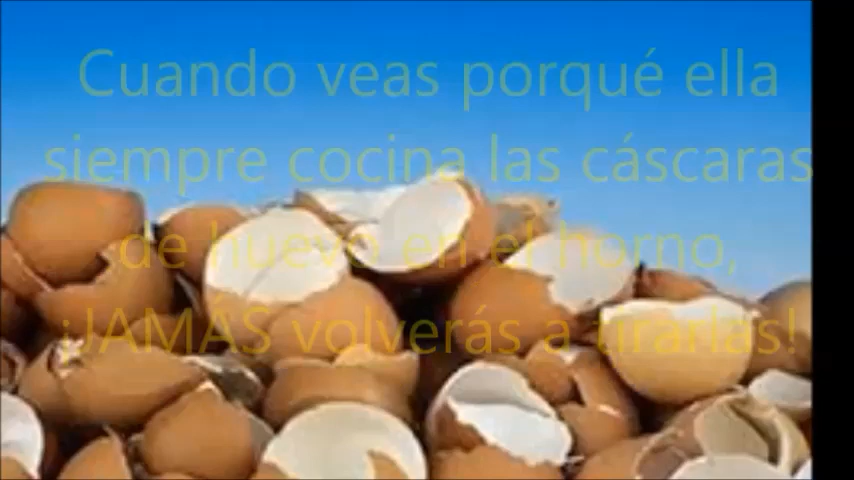 Cuando veas porqué ella
siempre cocina las cáscaras
de huevo en el horno,
¡JAMÁS volverás a tirarlas!